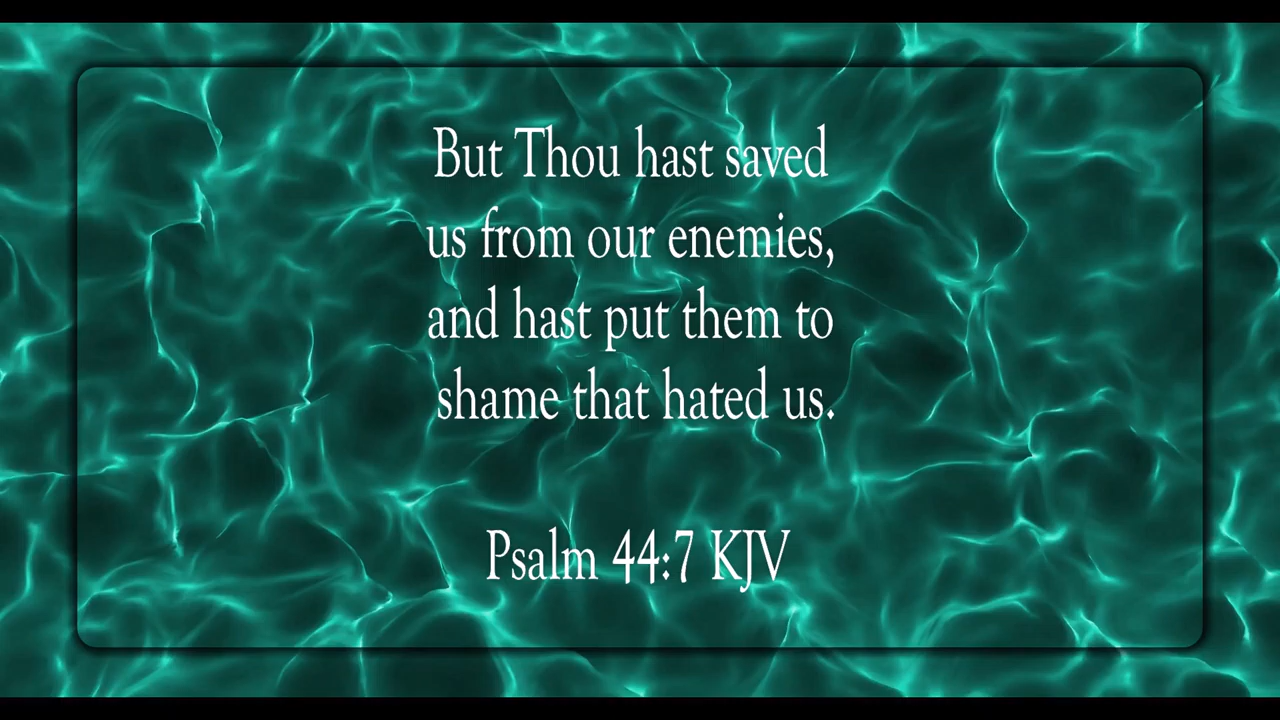 But Thou hast saved
us from our enemies,
and hast put them to
shame that hated us.
Psalm 44:7 KJV